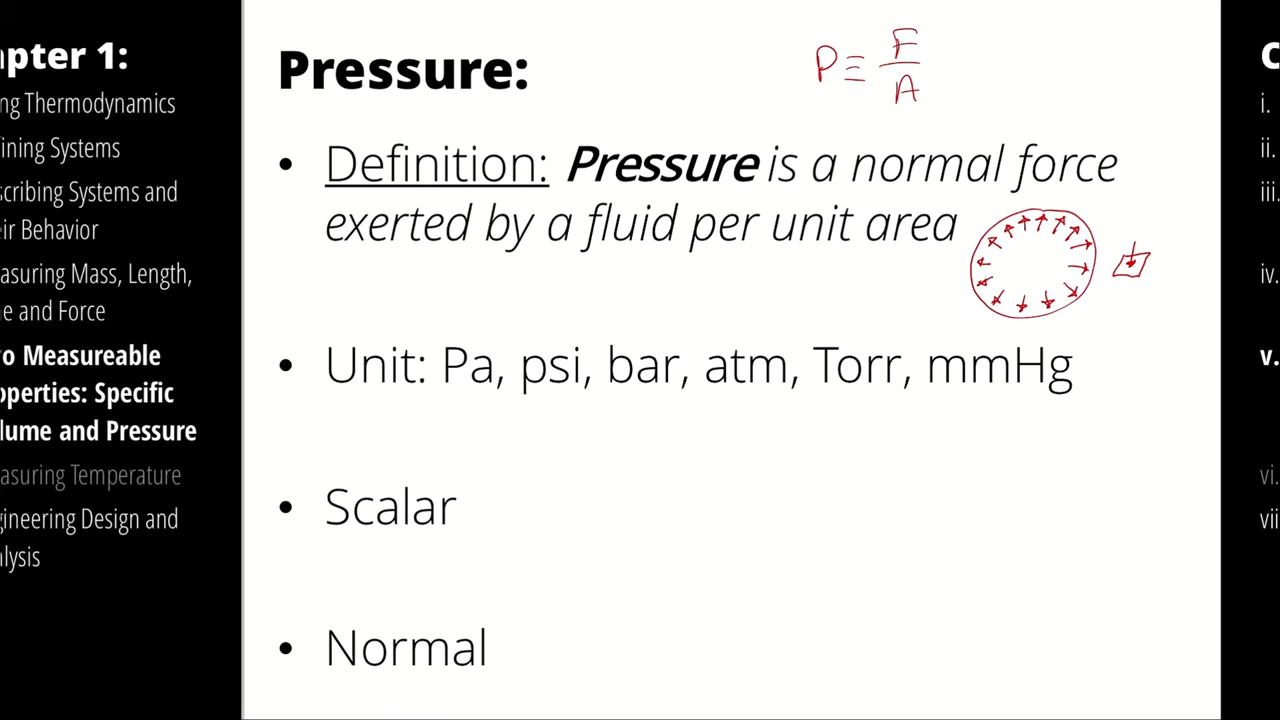 apter 1:
ng Thermodynamics
ining Systems
scribing Systems and
eir Behavior
asuring Mass, Length,
e and Force
o Measureable
operties: Specific
lume and Pressure
asuring Temperature
gineering Design and
alysis
Pressure:
P ≡ F/A
• Definition: Pressure is a normal force
exerted by a fluid per unit area
• Unit: Pa, psi, bar, atm, Torr, mmHg
• Scalar
• Normal
C
i.
ii.
iii.
iv.
v.
vi.
vii